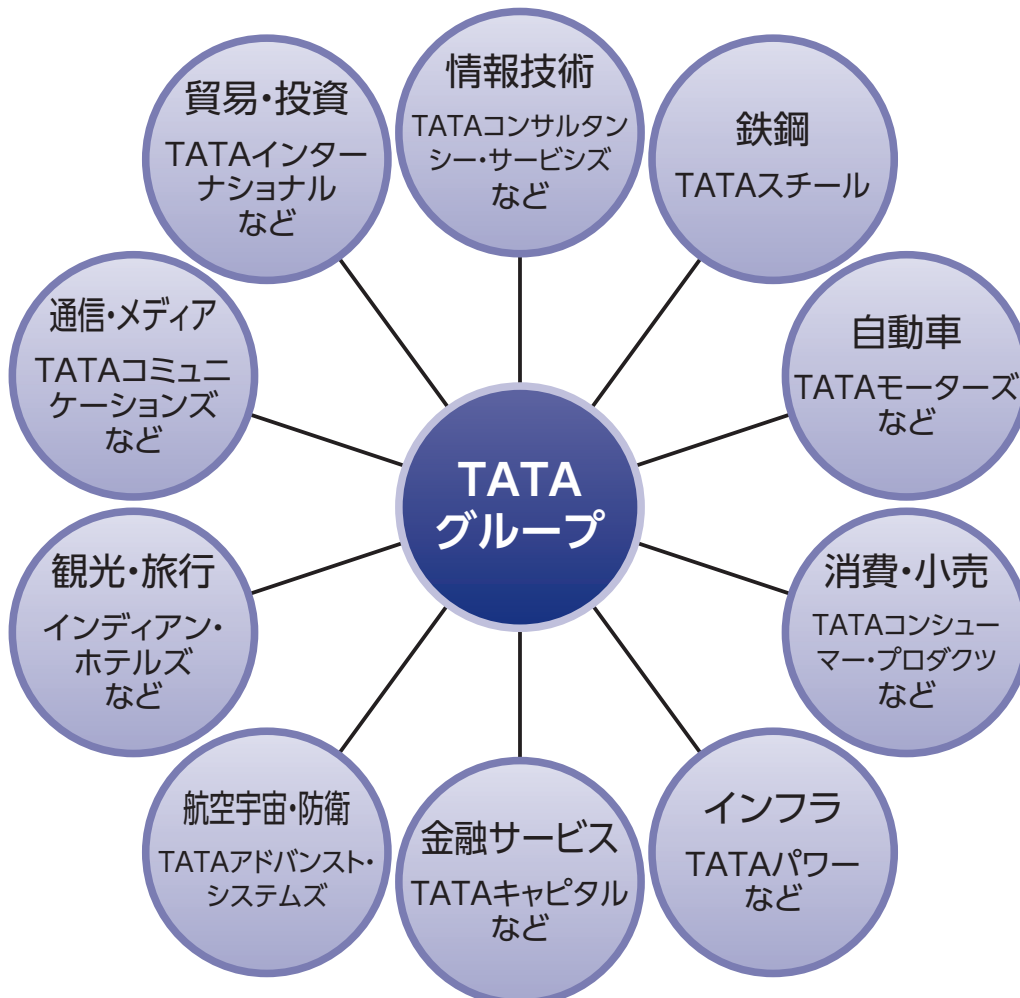 TATA
グループ
情報技術
TATAコンサルタン
シー・サービシズ
など
鉄鋼
TATAスチール
自動車
TATAモーターズ
など
消費・小売
TATAコンシュー
マー・プロダクツ
など
インフラ
TATAパワー
など
金融サービス
TATAキャピタル
など
航空宇宙・防衛
TATAアドバンスト・
システムズ
観光・旅行
インディアン・
ホテルズ
など
通信・メディア
TATAコミュニ
ケーションズ
など
貿易・投資
TATAインター
ナショナル
など